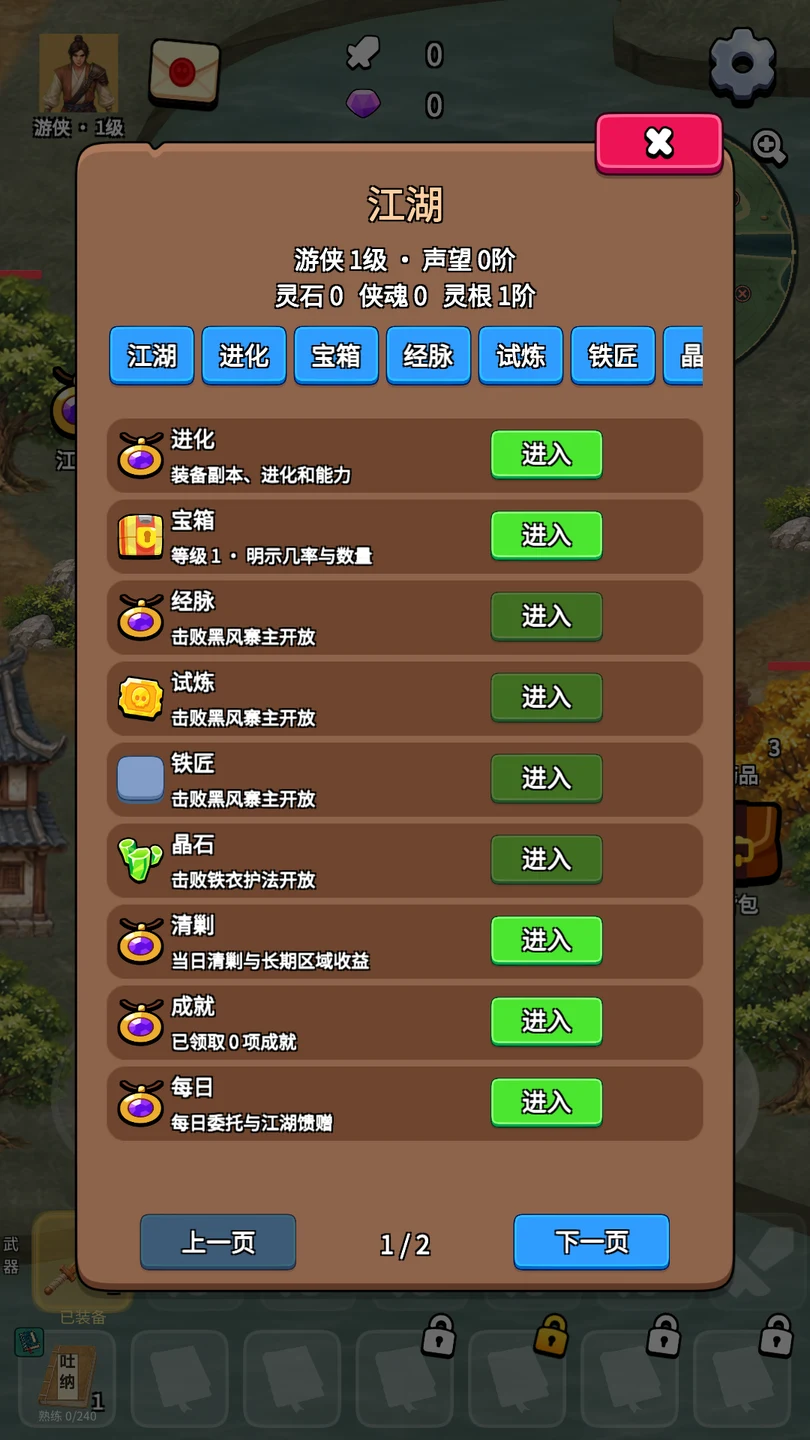 0
0
游侠 · 1级
江湖
游侠 1级 · 声望 0阶
灵石 0 侠魂 0 灵根 1阶
江湖 进化 宝箱 经脉 试炼 铁匠 晶
进化
装备副本、进化和能力
进入
宝箱
等级 1 · 明示几率与数量
进入
经脉
击败黑风寨主开放
进入
试炼
击败黑风寨主开放
进入
铁匠
击败黑风寨主开放
进入
晶石
击败铁衣护法开放
进入
清剿
当日清剿与长期区域收益
进入
成就
已领取 0 项成就
进入
每日
每日委托与江湖馈赠
进入
江
3
品
包
上一页 1 / 2 下一页
武器
已装备
吐纳
1
熟练 0/240